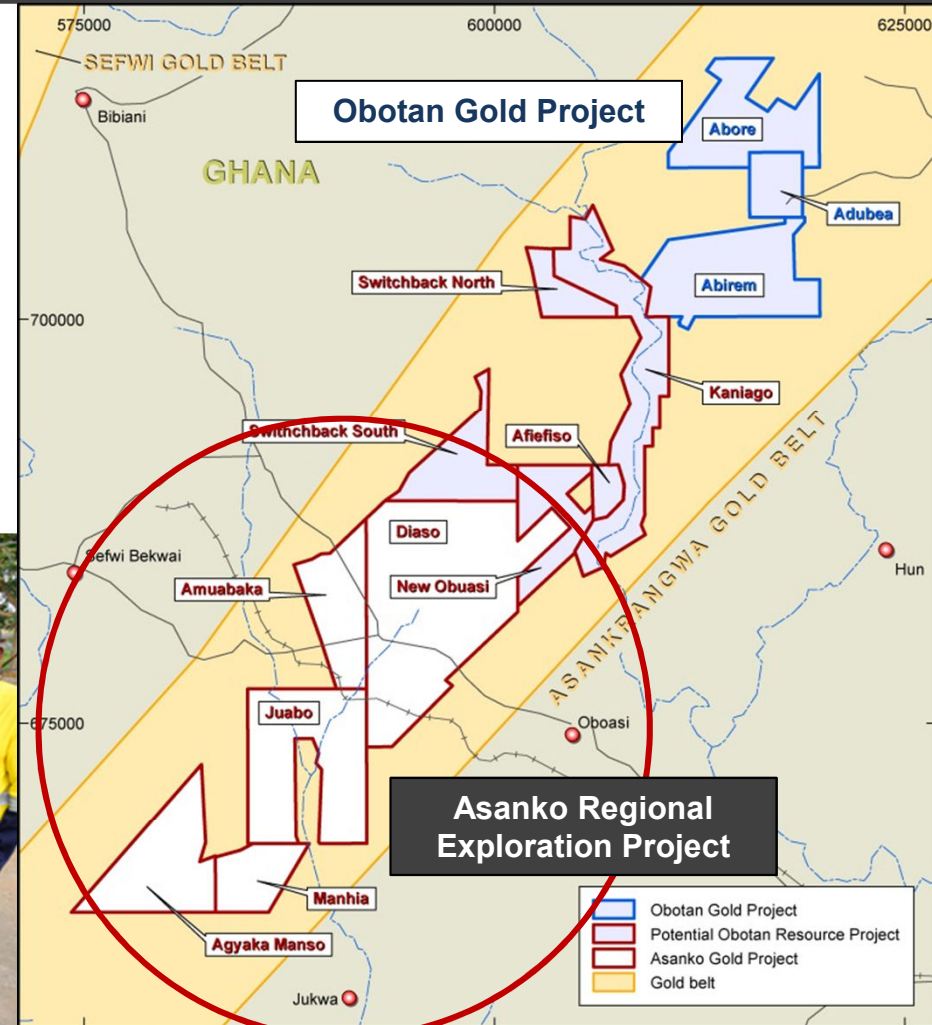 575000
600000
625000
SEFWI GOLD BELT
Bibiani
Obotan Gold Project
GHANA
Abore
Adubea
Switchback North
Abirem
700000
Kaniago
Swithchback South
Afiefiso
Diaso
Sefwi Bekwai
Amuabaka
New Obuasi
Hun
ASANKRANGWA GOLD BELT
Juabo
675000
Oboasi
Asanko Regional
Exploration Project
Manhia
Agyaka Manso
Jukwa
Obotan Gold Project
Potential Obotan Resource Project
Asanko Gold Project
Gold belt